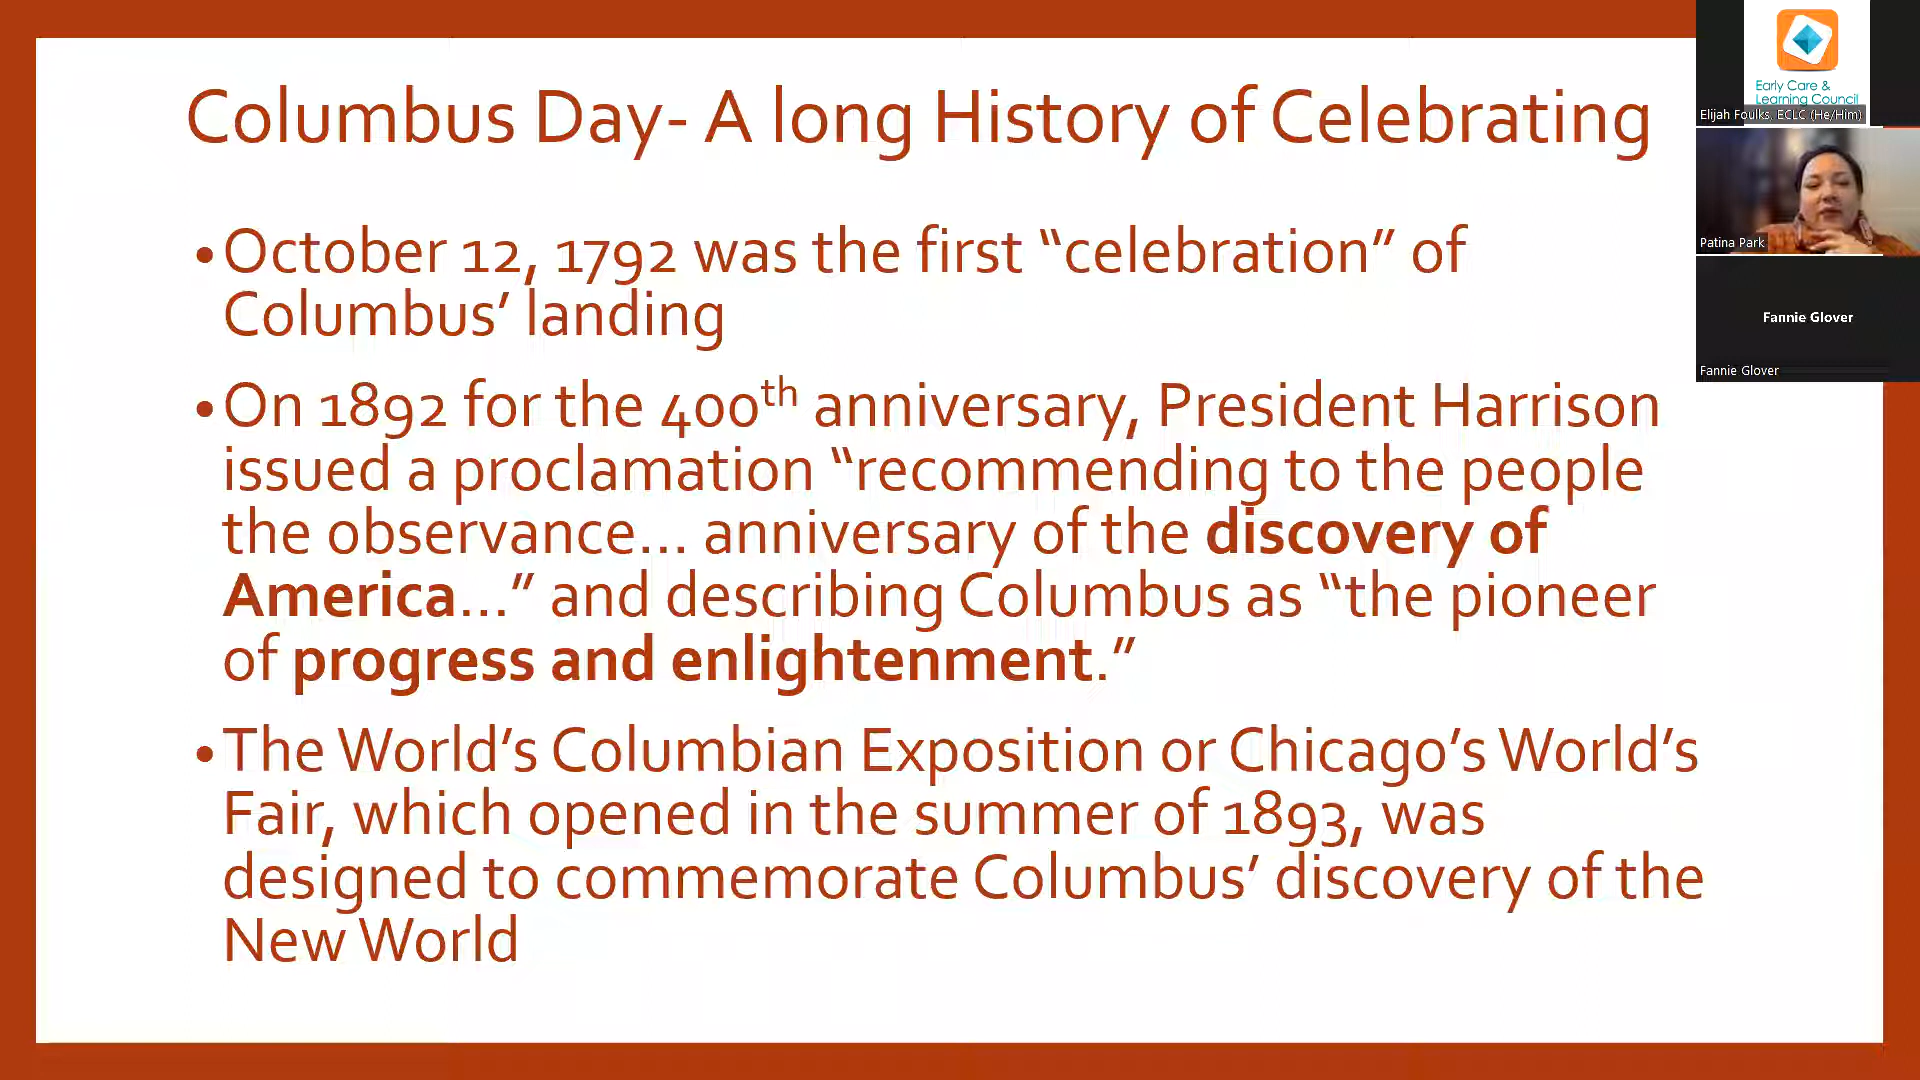 Columbus Day- A long History of Celebrating
•October 12, 1792 was the first “celebration” of
Columbus’ landing
•On 1892 for the 400th anniversary, President Harrison
issued a proclamation “recommending to the people
the observance... anniversary of the discovery of
America...” and describing Columbus as “the pioneer
of progress and enlightenment.”
•The World’s Columbian Exposition or Chicago’s World’s
Fair, which opened in the summer of 1893, was
designed to commemorate Columbus’ discovery of the
New World
Early Care &
Learning Council
Elijah Foulks, ECLC (He/Him)
Patina Park
Fannie Glover
Fannie Glover